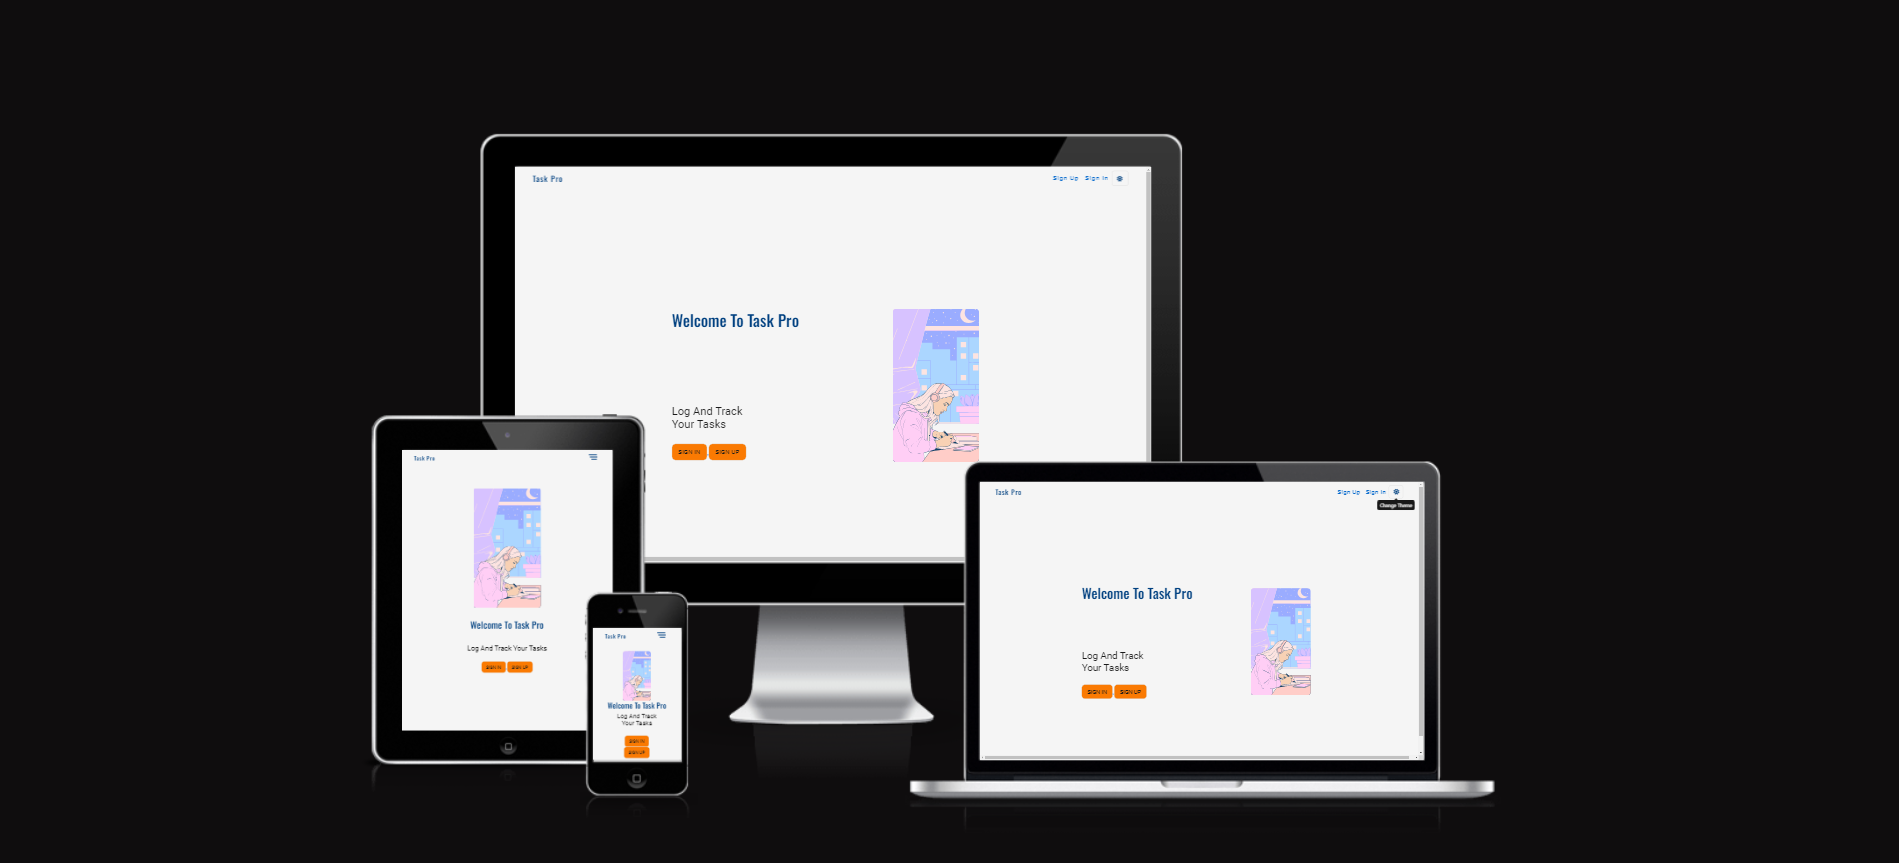 Task Pro
Sign Up Sign In
Welcome To Task Pro
Log And Track
Your Tasks
SIGN IN SIGN UP
Task Pro
Welcome To Task Pro
Log And Track Your Tasks
SIGN IN SIGN UP
Task Pro
Welcome To Task Pro
Log And Track
Your Tasks
SIGN IN
SIGN UP
Task Pro
Sign Up Sign In
Change Theme
Welcome To Task Pro
Log And Track
Your Tasks
SIGN IN SIGN UP